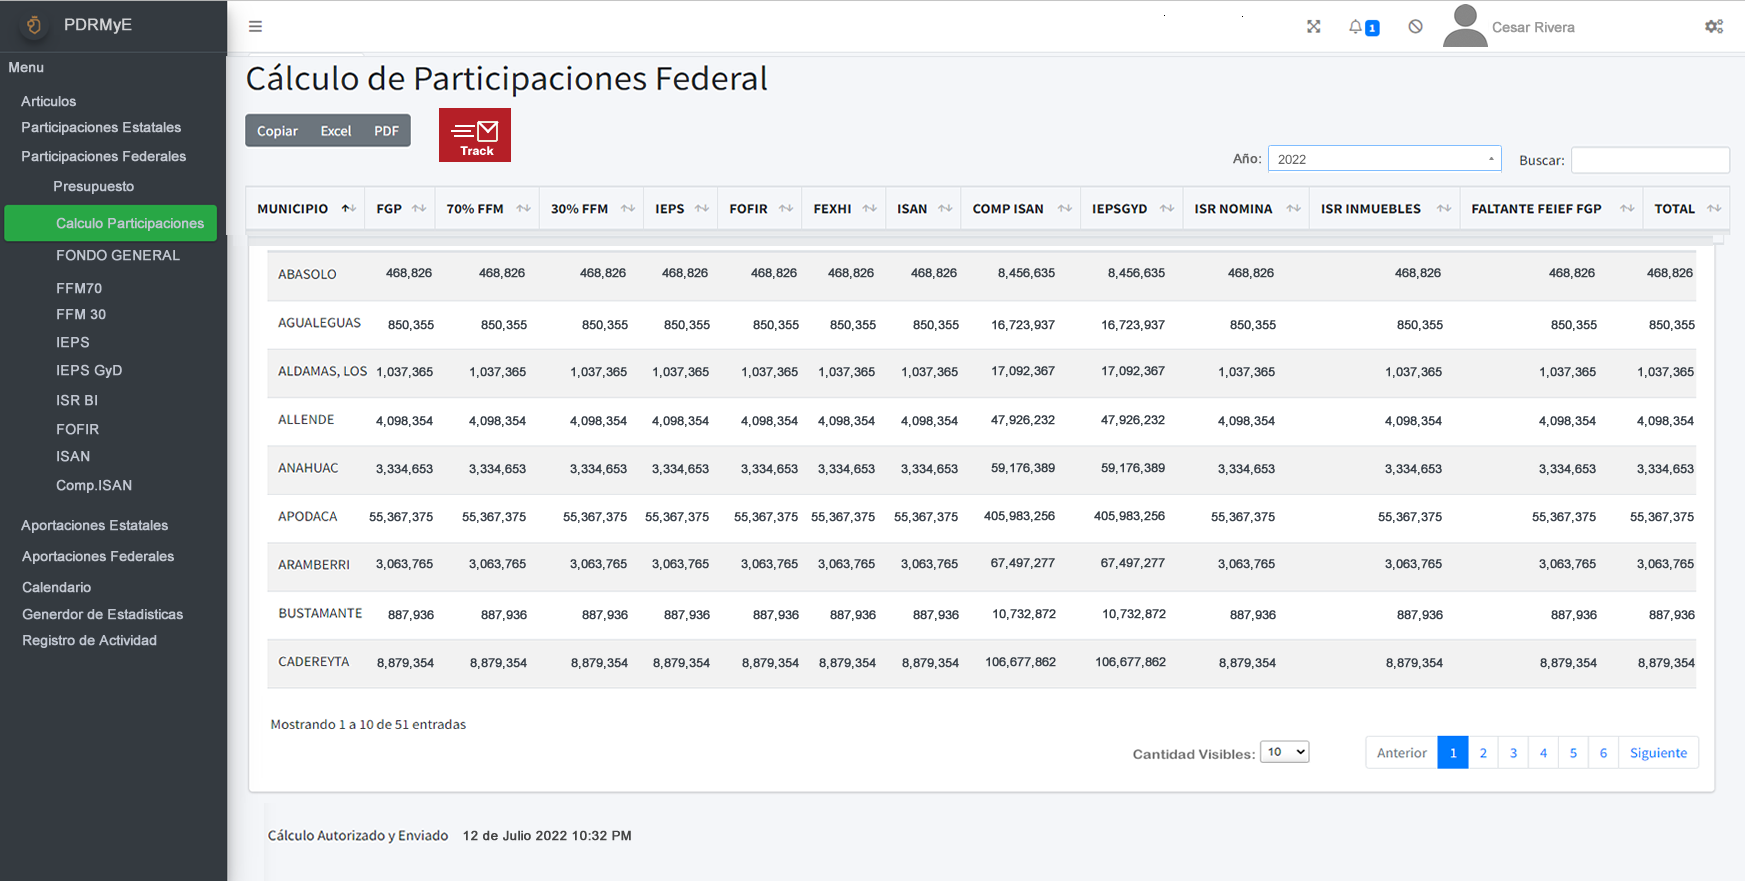 PDRMyE
1
Cesar Rivera
Menu
Articulos
Participaciones Estatales
Participaciones Federales
Presupuesto
Calculo Participaciones
FONDO GENERAL
FFM70
FFM 30
IEPS
IEPS GyD
ISR BI
FOFIR
ISAN
Comp.ISAN
Aportaciones Estatales
Aportaciones Federales
Calendario
Generdor de Estadisticas
Registro de Actividad
Cálculo de Participaciones Federal
Copiar Excel PDF
Track
Año: 2022 Buscar:
MUNICIPIO FGP 70% FFM 30% FFM IEPS FOFIR FEXHI ISAN COMP ISAN IEPSGYD ISR NOMINA ISR INMUEBLES FALTANTE FEIEF FGP TOTAL
ABASOLO 468,826 468,826 468,826 468,826 468,826 468,826 468,826 8,456,635 8,456,635 468,826 468,826 468,826 468,826
AGUALEGUAS 850,355 850,355 850,355 850,355 850,355 850,355 850,355 16,723,937 16,723,937 850,355 850,355 850,355 850,355
ALDAMAS, LOS 1,037,365 1,037,365 1,037,365 1,037,365 1,037,365 1,037,365 1,037,365 17,092,367 17,092,367 1,037,365 1,037,365 1,037,365 1,037,365
ALLENDE 4,098,354 4,098,354 4,098,354 4,098,354 4,098,354 4,098,354 4,098,354 47,926,232 47,926,232 4,098,354 4,098,354 4,098,354 4,098,354
ANAHUAC 3,334,653 3,334,653 3,334,653 3,334,653 3,334,653 3,334,653 3,334,653 59,176,389 59,176,389 3,334,653 3,334,653 3,334,653 3,334,653
APODACA 55,367,375 55,367,375 55,367,375 55,367,375 55,367,375 55,367,375 55,367,375 405,983,256 405,983,256 55,367,375 55,367,375 55,367,375 55,367,375
ARAMBERRI 3,063,765 3,063,765 3,063,765 3,063,765 3,063,765 3,063,765 3,063,765 67,497,277 67,497,277 3,063,765 3,063,765 3,063,765 3,063,765
BUSTAMANTE 887,936 887,936 887,936 887,936 887,936 887,936 887,936 10,732,872 10,732,872 887,936 887,936 887,936 887,936
CADEREYTA 8,879,354 8,879,354 8,879,354 8,879,354 8,879,354 8,879,354 8,879,354 106,677,862 106,677,862 8,879,354 8,879,354 8,879,354 8,879,354
Mostrando 1 a 10 de 51 entradas
Cantidad Visibles: 10 Anterior 1 2 3 4 5 6 Siguiente
Cálculo Autorizado y Enviado 12 de Julio 2022 10:32 PM